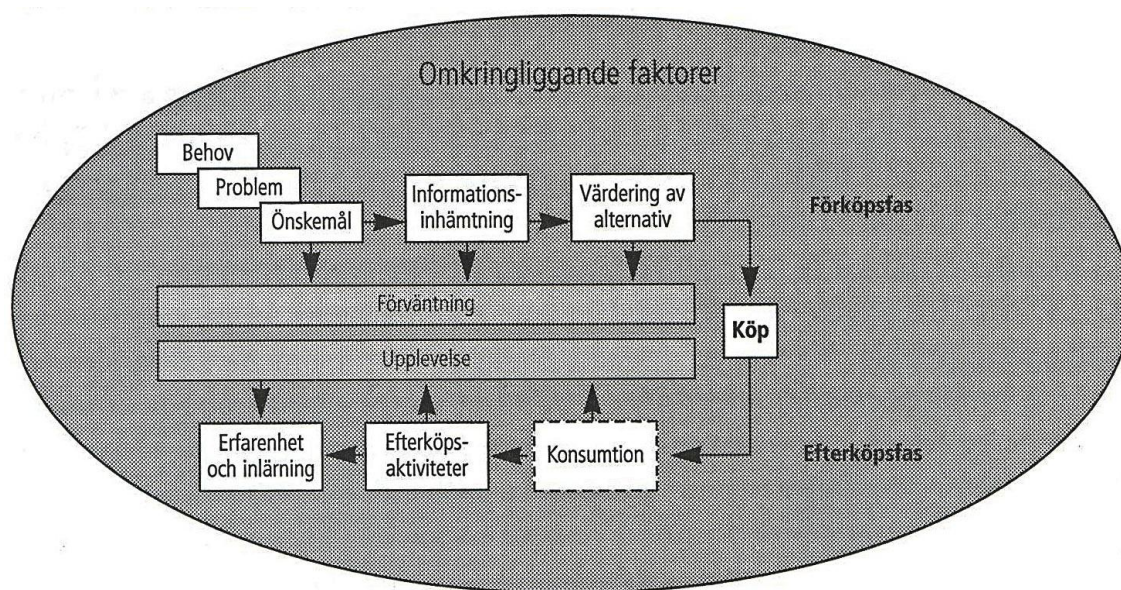 Omkringliggande faktorer
Behov
Problem
Önskemål
Informations-
inhämtning
Värdering av
alternativ
Förköpsfas
Förväntning
Köp
Upplevelse
Erfarenhet
och inlärning
Efterköps-
aktiviteter
Konsumtion
Efterköpsfas